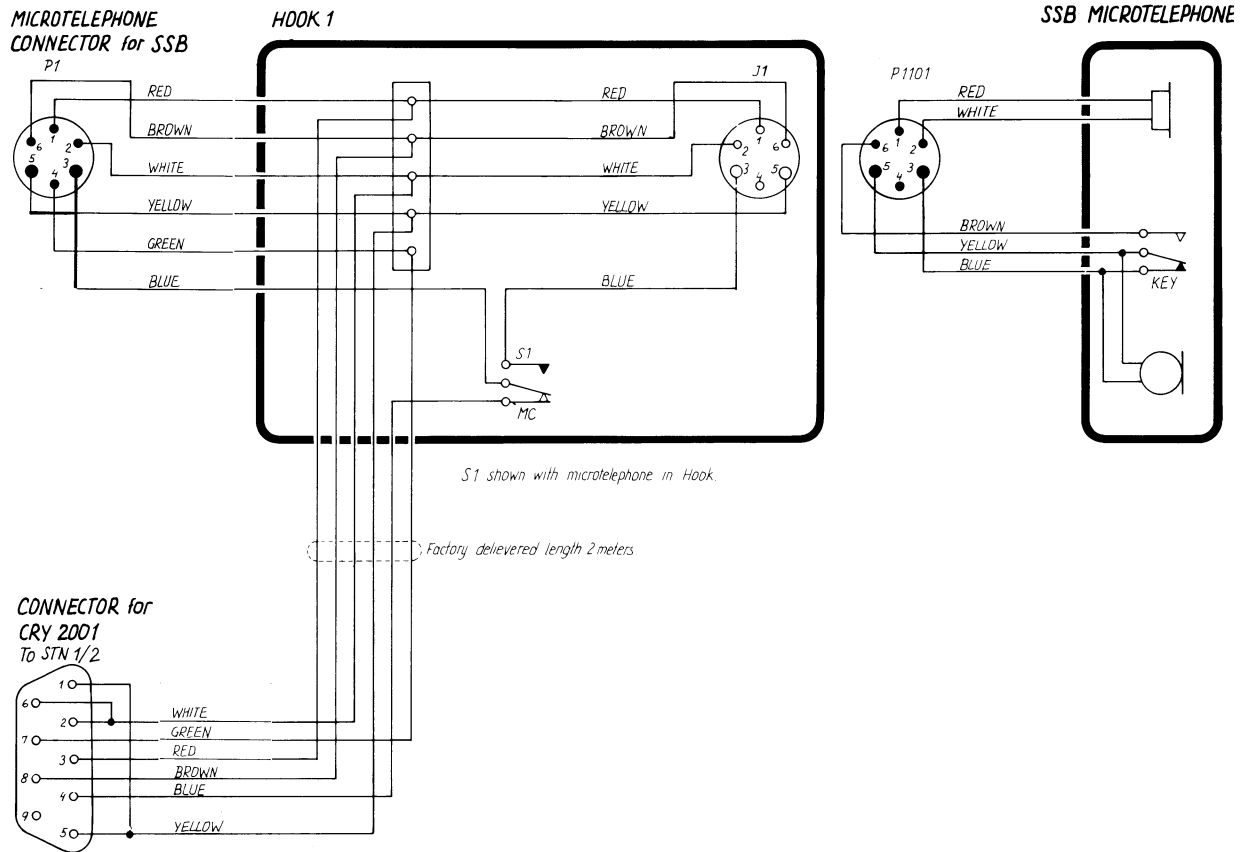 MICROTELEPHONE
CONNECTOR for SSB
P1
HOOK 1
SSB MICROTELEPHONE
J1
P1101
RED
RED
RED
WHITE
BROWN
BROWN
WHITE
WHITE
YELLOW
YELLOW
GREEN
BLUE
BLUE
1
2
3
4
5
6
1
2
3
4
5
6
1
2
3
4
5
6
BROWN
YELLOW
BLUE
KEY
S1
MC
S1 shown with microtelephone in Hook.
Factory delievered length 2 meters
CONNECTOR for
CRY 2001
To STN 1/2
1
6
2
WHITE
7
GREEN
3
RED
8
BROWN
4
BLUE
9
5
YELLOW